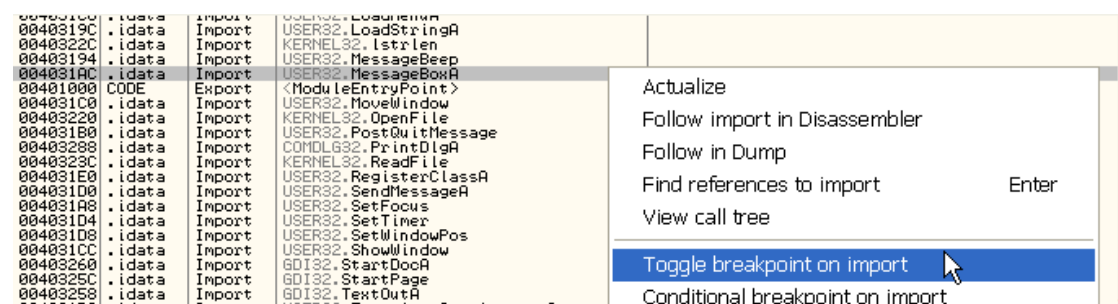 USER32.LoadMenuA
0040319C .idata Import USER32.LoadStringA
0040322C .idata Import KERNEL32.lstrlen
00403194 .idata Import USER32.MessageBeep
004031AC .idata Import USER32.MessageBoxA
00401000 CODE Export <ModuleEntryPoint>
004031C0 .idata Import USER32.MoveWindow
00403220 .idata Import KERNEL32.OpenFile
004031B0 .idata Import USER32.PostQuitMessage
00403288 .idata Import COMDLG32.PrintDlgA
0040323C .idata Import KERNEL32.ReadFile
004031E0 .idata Import USER32.RegisterClassA
004031D0 .idata Import USER32.SendMessageA
004031A8 .idata Import USER32.SetFocus
004031D4 .idata Import USER32.SetTimer
004031D8 .idata Import USER32.SetWindowPos
004031CC .idata Import USER32.ShowWindow
00403260 .idata Import GDI32.StartDocA
0040325C .idata Import GDI32.StartPage
00403258 .idata Import GDI32.TextOutA
Actualize
Follow import in Disassembler
Follow in Dump
Find references to import Enter
View call tree
Toggle breakpoint on import
Conditional breakpoint on import